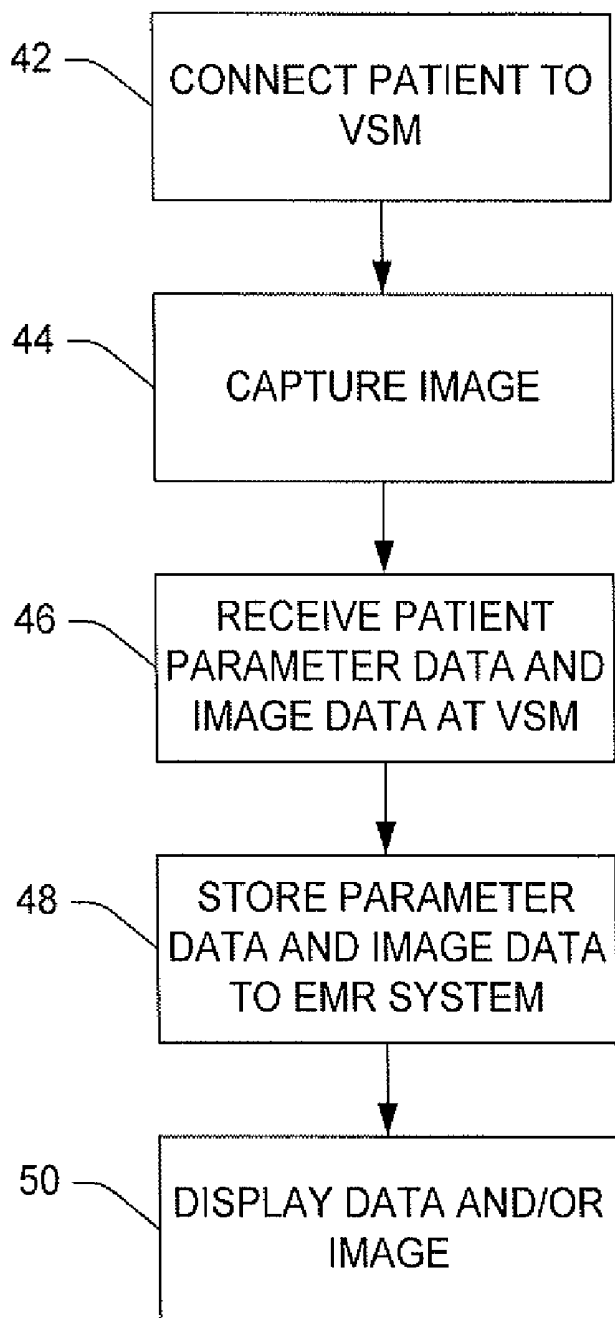 42
CONNECT PATIENT TO
VSM
44
CAPTURE IMAGE
46
RECEIVE PATIENT
PARAMETER DATA AND
IMAGE DATA AT VSM
48
STORE PARAMETER
DATA AND IMAGE DATA
TO EMR SYSTEM
50
DISPLAY DATA AND/OR
IMAGE